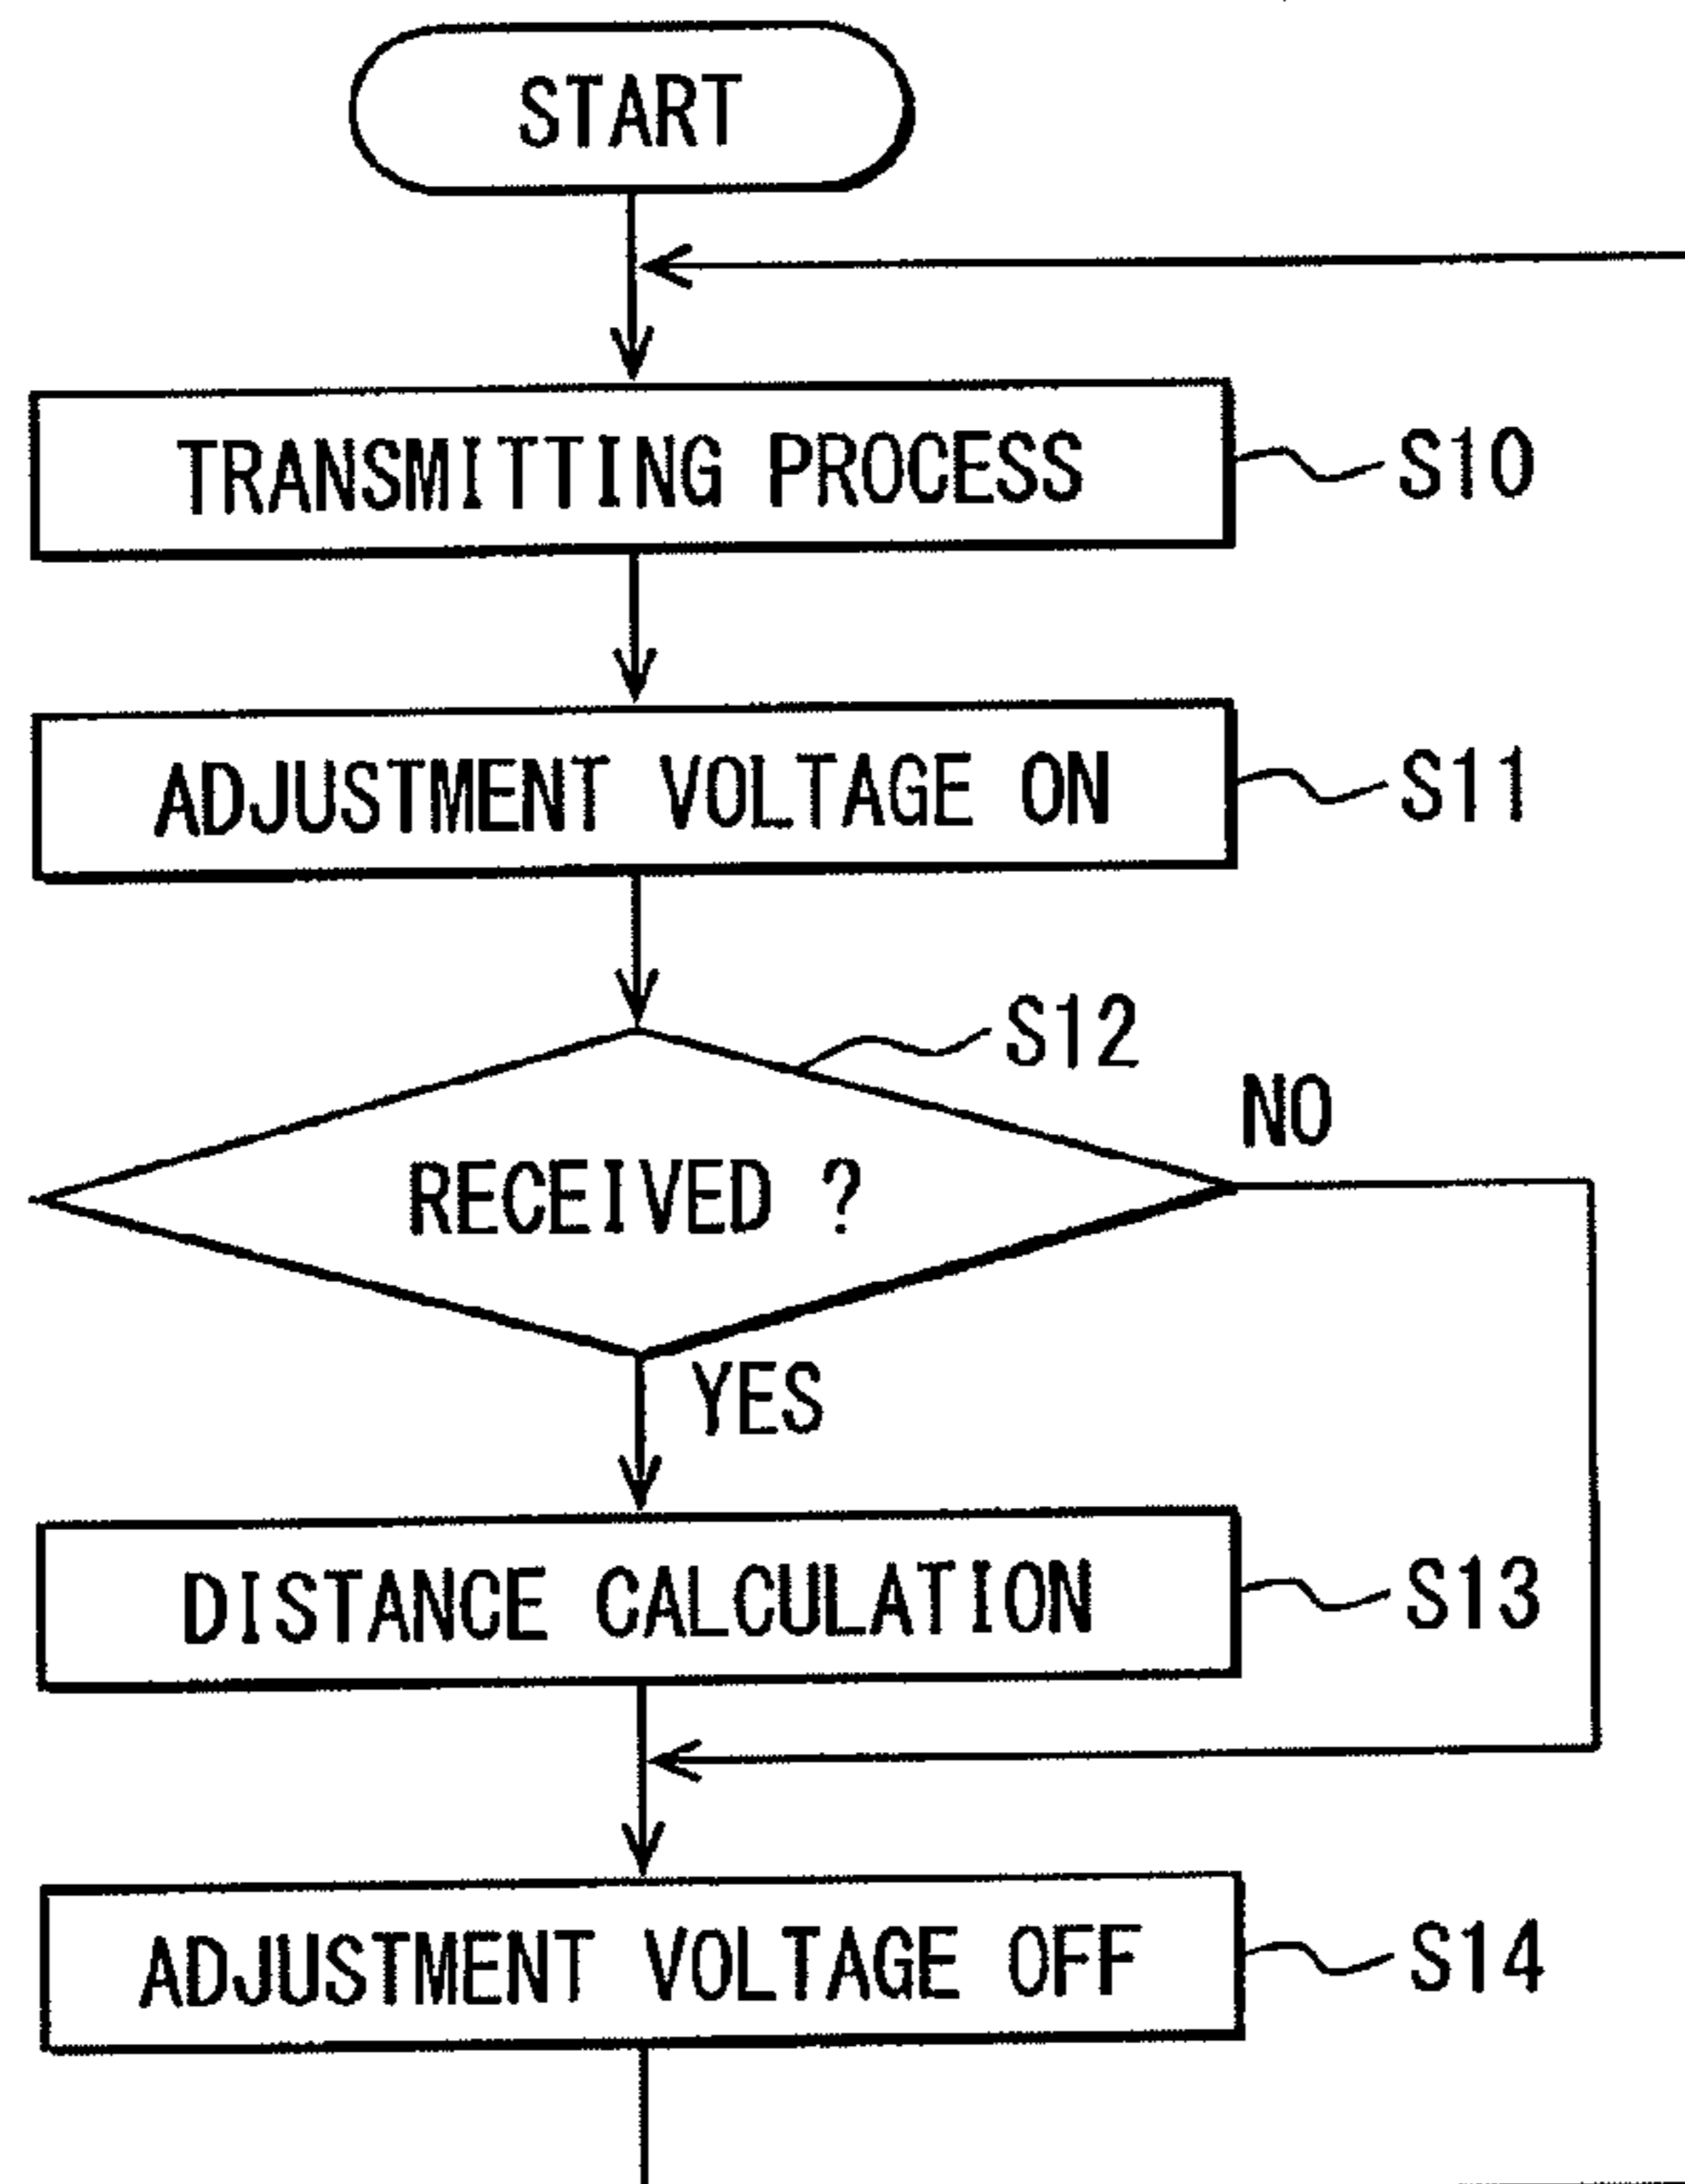 START
TRANSMITTING PROCESS
S10
ADJUSTMENT VOLTAGE ON
S11
S12
NO
RECEIVED ?
YES
DISTANCE CALCULATION
S13
ADJUSTMENT VOLTAGE OFF
S14